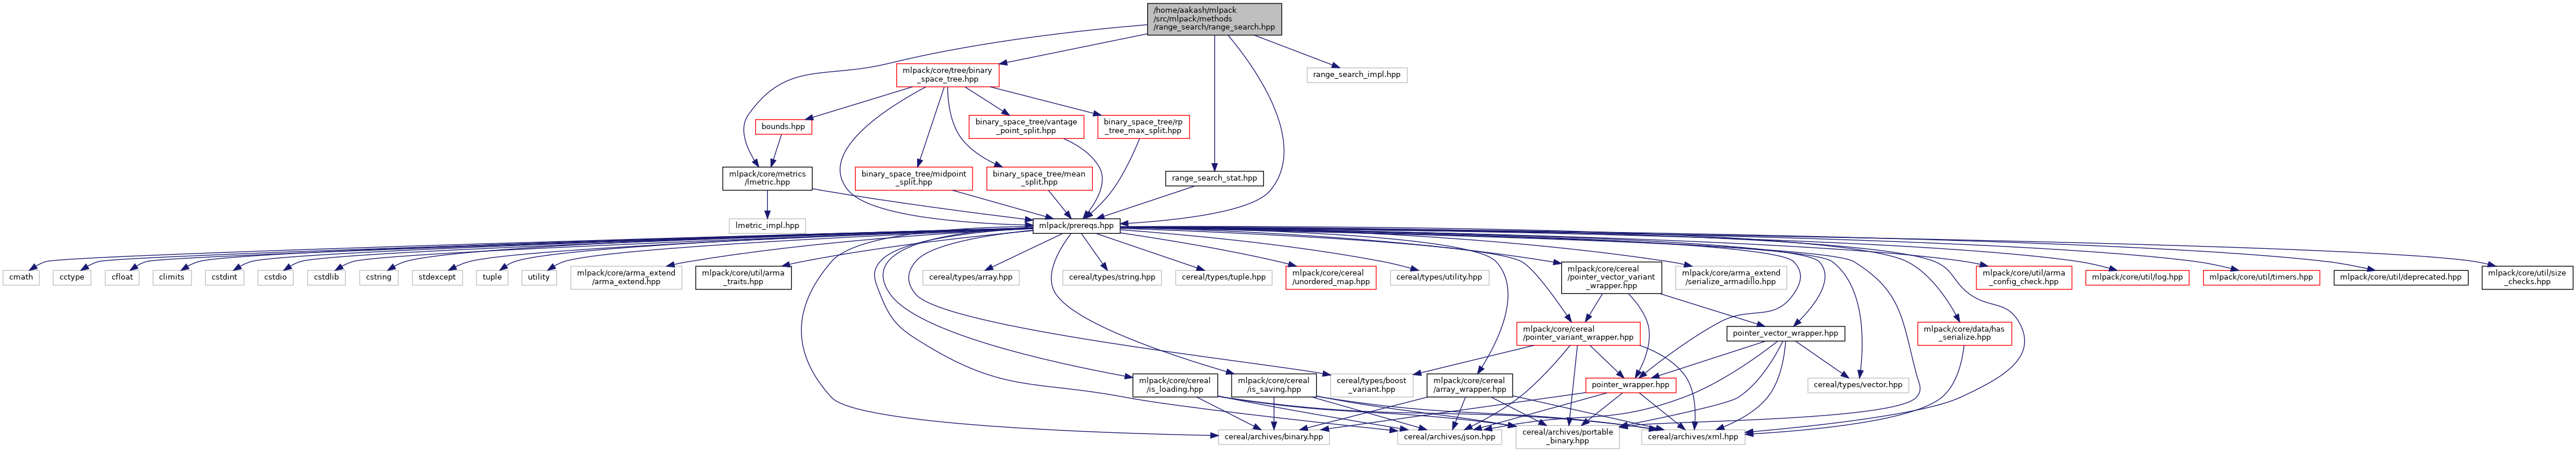 /home/aakash/mlpack
/src/mlpack/methods
/range_search/range_search.hpp
mlpack/core/tree/binary
_space_tree.hpp
range_search_impl.hpp
bounds.hpp
binary_space_tree/vantage
_point_split.hpp
binary_space_tree/rp
_tree_max_split.hpp
mlpack/core/metrics
/lmetric.hpp
binary_space_tree/midpoint
_split.hpp
binary_space_tree/mean
_split.hpp
range_search_stat.hpp
lmetric_impl.hpp
mlpack/prereqs.hpp
cmath
cctype
cfloat
climits
cstdint
cstdio
cstdlib
cstring
stdexcept
tuple
utility
mlpack/core/arma_extend
/arma_extend.hpp
mlpack/core/util/arma
_traits.hpp
cereal/types/array.hpp
cereal/types/string.hpp
cereal/types/tuple.hpp
mlpack/core/cereal
/unordered_map.hpp
cereal/types/utility.hpp
mlpack/core/cereal
/pointer_vector_variant
_wrapper.hpp
mlpack/core/arma_extend
/serialize_armadillo.hpp
mlpack/core/util/arma
_config_check.hpp
mlpack/core/util/log.hpp
mlpack/core/util/timers.hpp
mlpack/core/util/deprecated.hpp
mlpack/core/util/size
_checks.hpp
mlpack/core/cereal
/pointer_variant_wrapper.hpp
pointer_vector_wrapper.hpp
mlpack/core/data/has
_serialize.hpp
mlpack/core/cereal
/is_loading.hpp
mlpack/core/cereal
/is_saving.hpp
cereal/types/boost
_variant.hpp
mlpack/core/cereal
/array_wrapper.hpp
pointer_wrapper.hpp
cereal/types/vector.hpp
cereal/archives/binary.hpp
cereal/archives/json.hpp
cereal/archives/portable
_binary.hpp
cereal/archives/xml.hpp